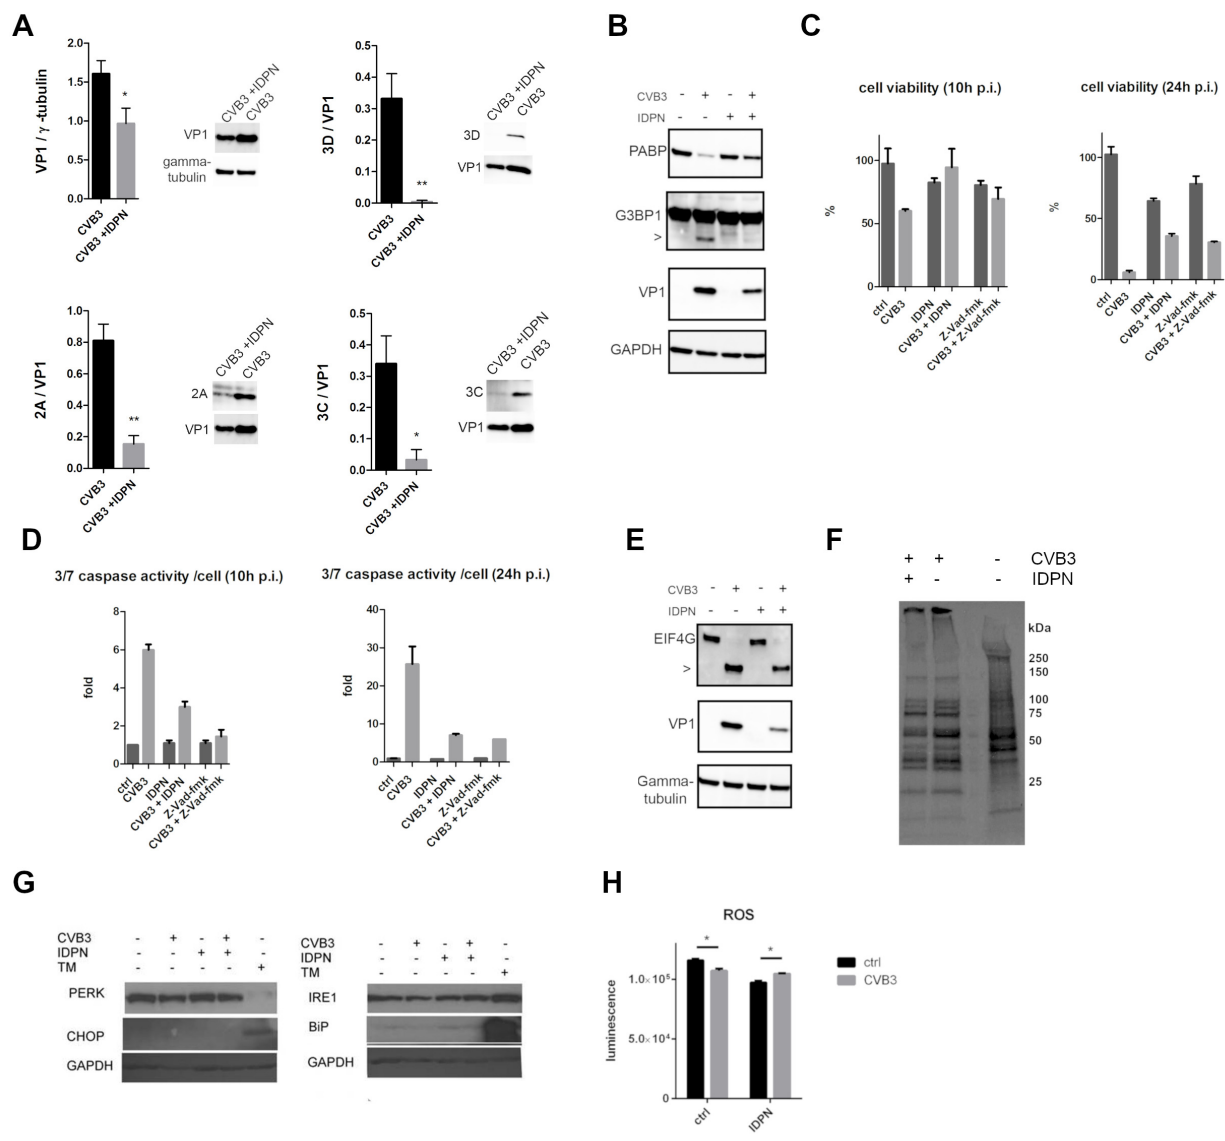 A
VP1 / γ -tubulin
2.0
1.5
1.0
0.5
0.0
*
CVB3
CVB3 +IDPN
CVB3 +IDPN
CVB3
VP1
gamma-
tubulin
3D / VP1
0.5
0.4
0.3
0.2
0.1
0.0
**
CVB3
CVB3 +IDPN
CVB3 +IDPN
CVB3
3D
VP1
2A / VP1
1.0
0.8
0.6
0.4
0.2
0.0
**
CVB3
CVB3 +IDPN
CVB3 +IDPN
CVB3
2A
VP1
3C / VP1
0.5
0.4
0.3
0.2
0.1
0.0
*
CVB3
CVB3 +IDPN
CVB3 +IDPN
CVB3
3C
VP1
B
CVB3 - + - +
IDPN - - + +
PABP
G3BP1
>
VP1
GAPDH
C
cell viability (10h p.i.)
%
100
50
0
ctrl
CVB3
IDPN
CVB3 + IDPN
Z-Vad-fmk
CVB3 + Z-Vad-fmk
cell viability (24h p.i.)
%
100
50
0
ctrl
CVB3
IDPN
CVB3 + IDPN
Z-Vad-fmk
CVB3 + Z-Vad-fmk
D
3/7 caspase activity /cell (10h p.i.)
fold
8
6
4
2
0
ctrl
CVB3
IDPN
CVB3 + IDPN
Z-Vad-fmk
CVB3 + Z-Vad-fmk
3/7 caspase activity /cell (24h p.i.)
fold
40
30
20
10
0
ctrl
CVB3
IDPN
CVB3 + IDPN
Z-Vad-fmk
CVB3 + Z-Vad-fmk
E
CVB3 - + - +
IDPN - - + +
EIF4G
>
VP1
Gamma-
tubulin
F
+ + - CVB3
+ - - IDPN
kDa
250
150
100
75
50
25
G
CVB3 - + - + -
IDPN - - + + -
TM - - - - +
PERK
CHOP
GAPDH
CVB3 - + - + -
IDPN - - + + -
TM - - - - +
IRE1
BiP
GAPDH
H
ROS
luminescence
1.0×10⁵
5.0×10⁴
0
*
*
ctrl
IDPN
ctrl
CVB3